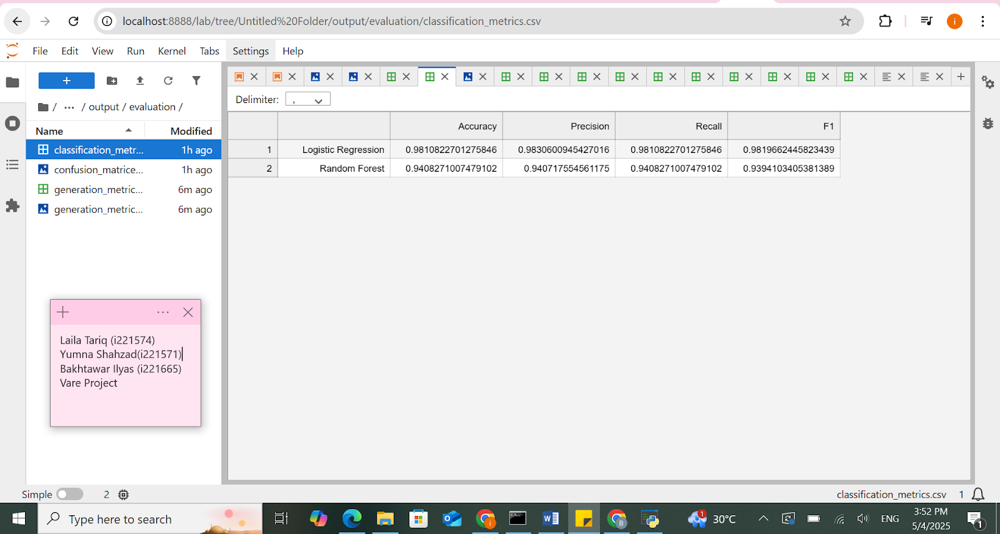 localhost:8888/lab/tree/Untitled%20Folder/output/evaluation/classification_metrics.csv
File Edit View Run Kernel Tabs Settings Help
Delimiter: ,
/ ... / output / evaluation /
Name Modified
classification_metr... 1h ago
confusion_matrice... 1h ago
generation_metric... 6m ago
generation_metric... 6m ago
Accuracy Precision Recall F1
1 Logistic Regression 0.9810822701275846 0.9830600945427016 0.9810822701275846 0.9819662445823439
2 Random Forest 0.9408271007479102 0.940717554561175 0.9408271007479102 0.9394103405381389
Laila Tariq (i221574)
Yumna Shahzad(i221571)
Bakhtawar Ilyas (i221665)
Vare Project
Simple 2
classification_metrics.csv 1
Type here to search
1 30°C
ENG
3:52 PM
5/4/2025
1
i
i
B